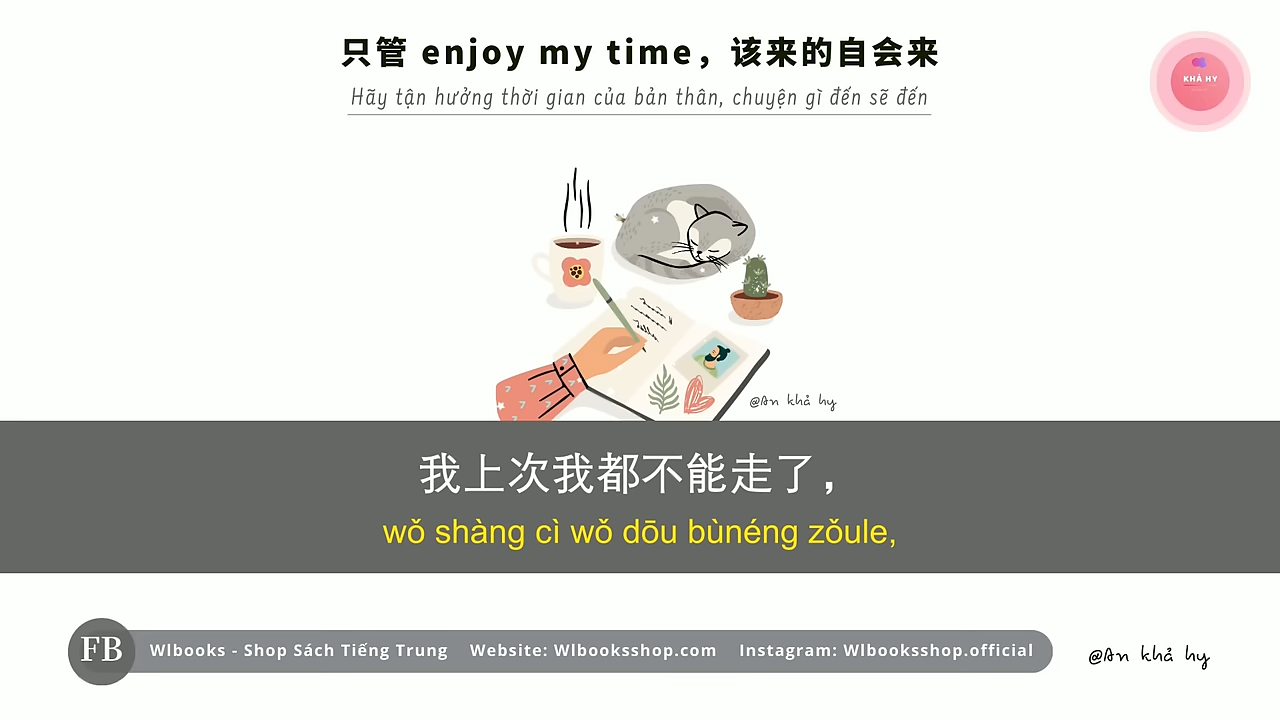 只管 enjoy my time，该来的自会来
Hãy tận hưởng thời gian của bản thân, chuyện gì đến sẽ đến
KHẢ HY
@An khả hy
我上次我都不能走了，
wǒ shàng cì wǒ dōu bùnéng zǒule,
FB Wlbooks - Shop Sách Tiếng Trung Website: Wlbooksshop.com Instagram: Wlbooksshop.official
@An khả hy